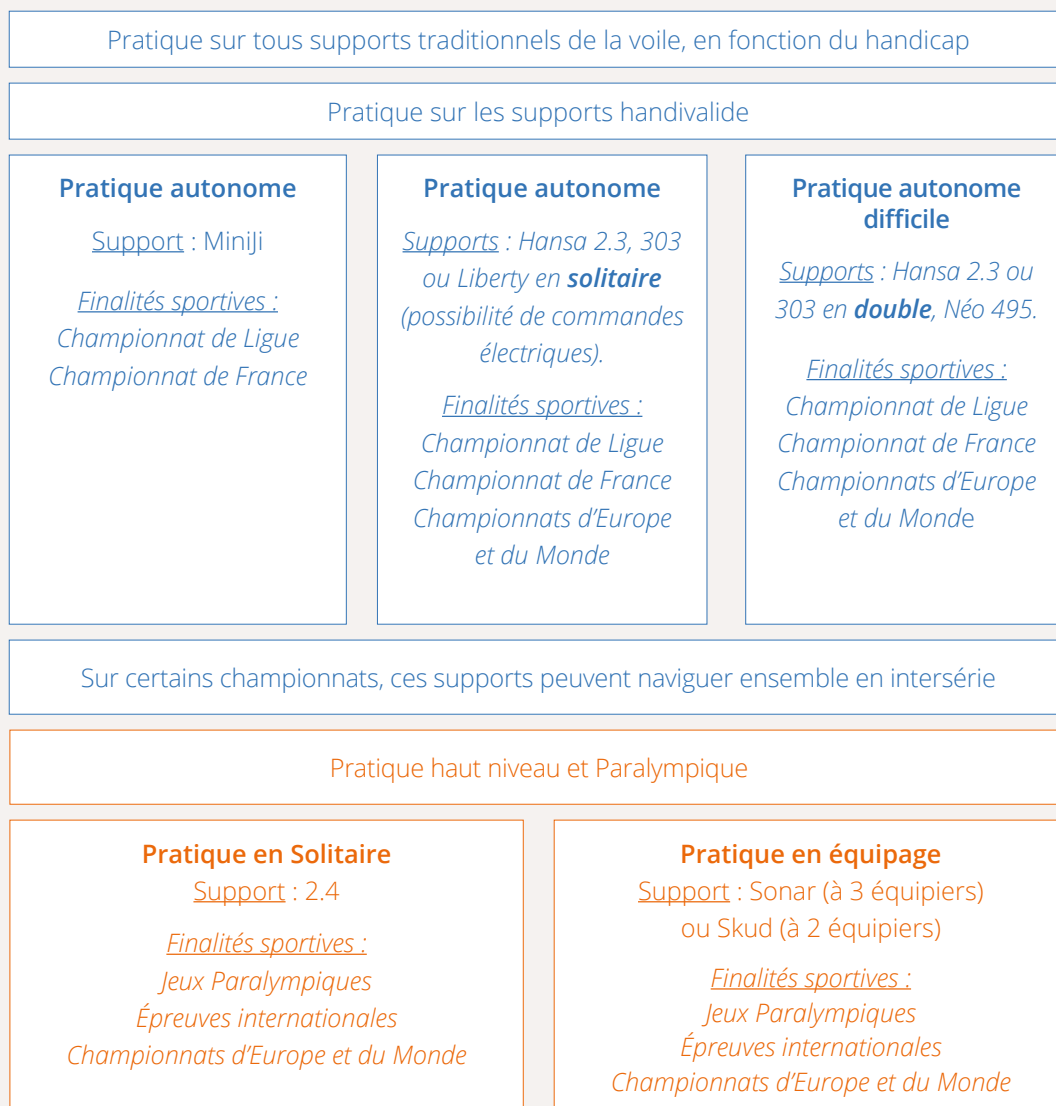 Pratique sur tous supports traditionnels de la voile, en fonction du handicap
Pratique sur les supports handivalide
Pratique autonome
Support : MiniJi
Finalités sportives :
Championnat de Ligue
Championnat de France
Pratique autonome
Supports : Hansa 2.3, 303
ou Liberty en solitaire
(possibilité de commandes
électriques).
Finalités sportives :
Championnat de Ligue
Championnat de France
Championnats d’Europe
et du Monde
Pratique autonome
difficile
Supports : Hansa 2.3 ou
303 en double, Néo 495.
Finalités sportives :
Championnat de Ligue
Championnat de France
Championnats d’Europe
et du Monde
Sur certains championnats, ces supports peuvent naviguer ensemble en intersérie
Pratique haut niveau et Paralympique
Pratique en Solitaire
Support : 2.4
Finalités sportives :
Jeux Paralympiques
Épreuves internationales
Championnats d’Europe et du Monde
Pratique en équipage
Support : Sonar (à 3 équipiers)
ou Skud (à 2 équipiers)
Finalités sportives :
Jeux Paralympiques
Épreuves internationales
Championnats d’Europe et du Monde